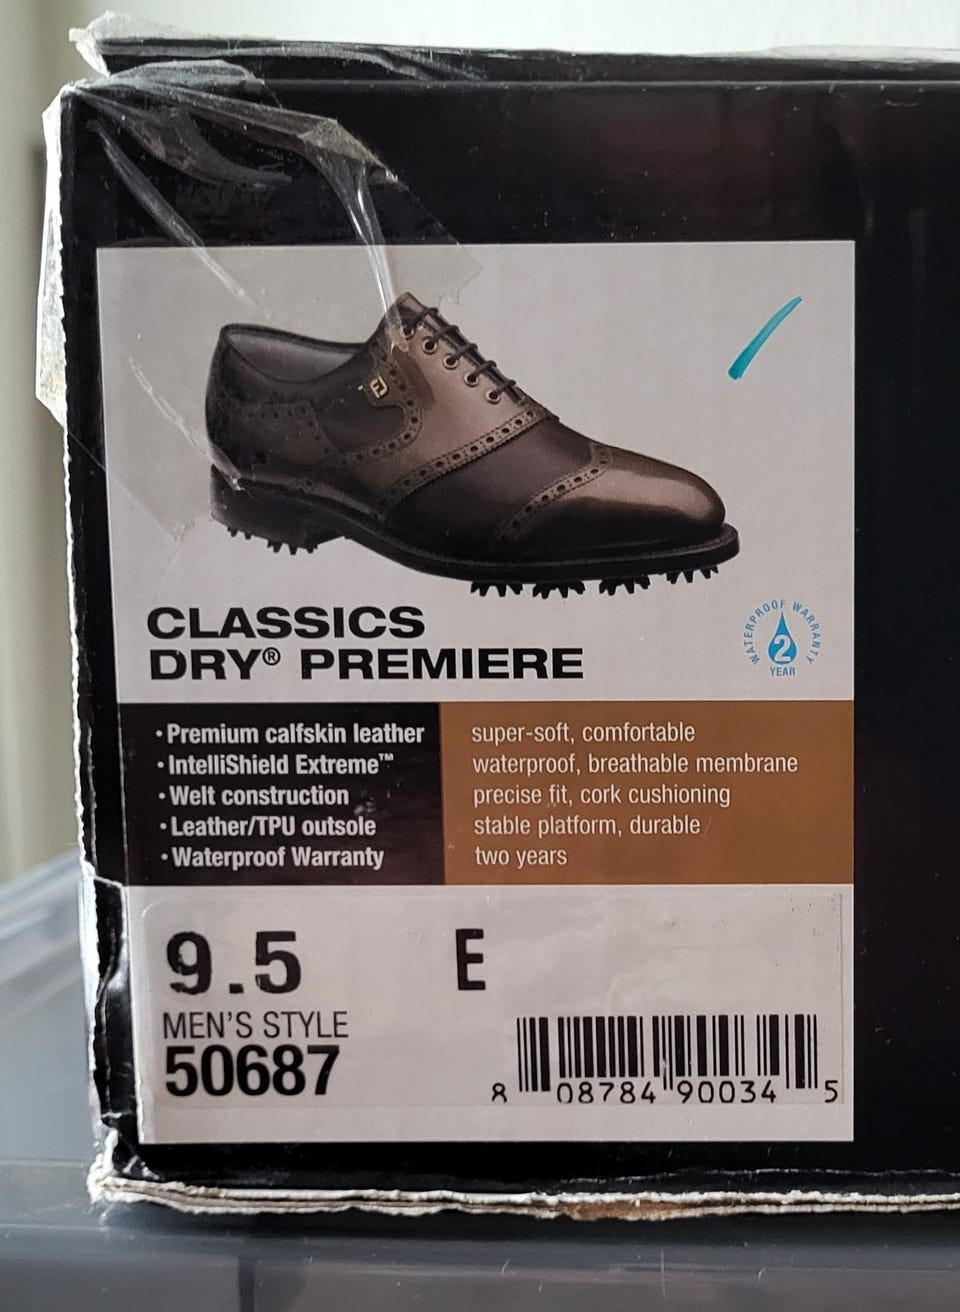 CLASSICS
DRY® PREMIERE
WATERPROOF WARRANTY
2
YEAR
• Premium calfskin leather super-soft, comfortable
• IntelliShield Extreme™ waterproof, breathable membrane
• Welt construction precise fit, cork cushioning
• Leather/TPU outsole stable platform, durable
• Waterproof Warranty two years
9.5 E
MEN'S STYLE
50687
8 08784 90034 5